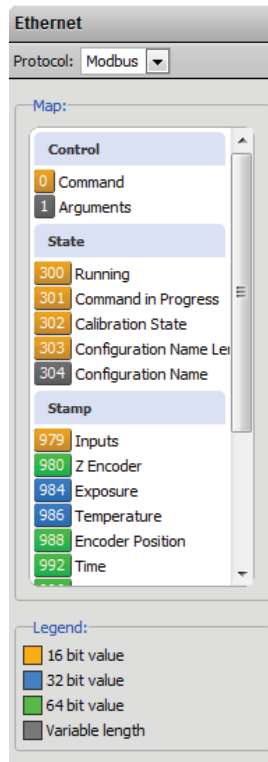 Ethernet
Protocol: Modbus
Map:
Control
0 Command
1 Arguments
State
300 Running
301 Command in Progress
302 Calibration State
303 Configuration Name Le
304 Configuration Name
Stamp
979 Inputs
980 Z Encoder
984 Exposure
986 Temperature
988 Encoder Position
992 Time
Legend:
16 bit value
32 bit value
64 bit value
Variable length